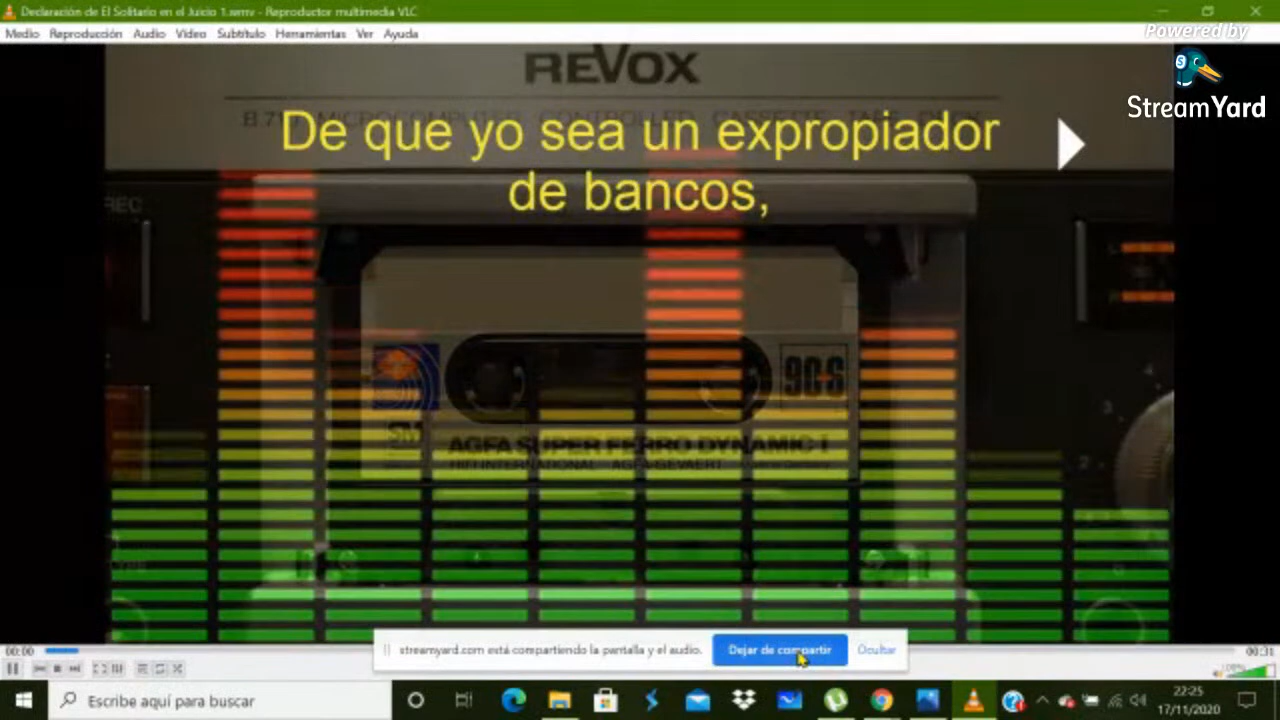 Declaración de El Solitario en el Juicio 1.wmv - Reproductor multimedia VLC
Medio Reproducción Audio Vídeo Subtítulo Herramientas Ver Ayuda
Powered by
StreamYard
REVOX
De que yo sea un expropiador
de bancos,
REC
90+6
SM
AGFA SUPER FERRO DYNAMIC I
streamyard.com está compartiendo la pantalla y el audio.
Dejar de compartir
Ocultar
00:00
00:31
Escribe aquí para buscar
22:25
17/11/2020